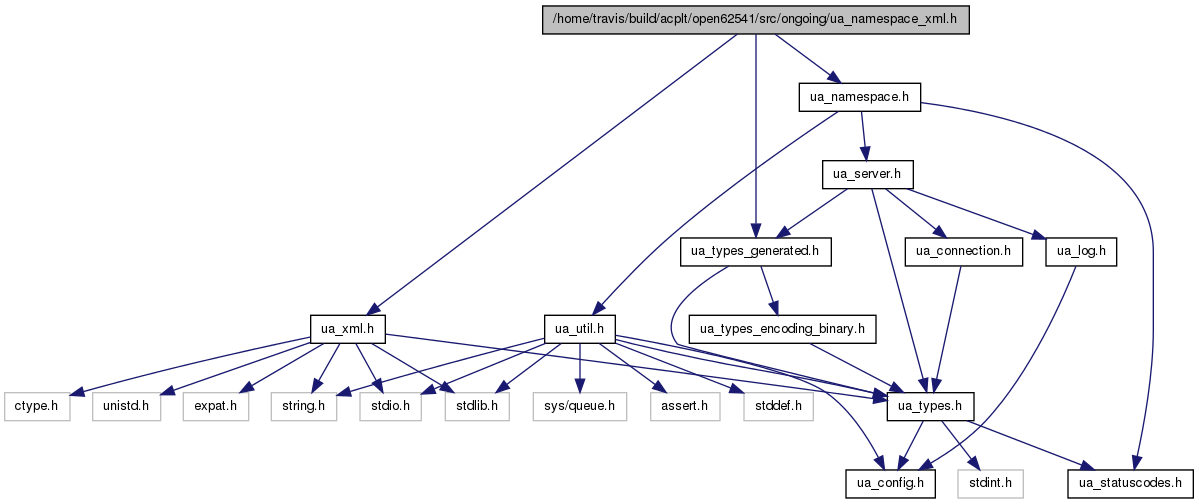 /home/travis/build/acplt/open62541/src/ongoing/ua_namespace_xml.h
ua_namespace.h
ua_server.h
ua_types_generated.h
ua_connection.h
ua_log.h
ua_xml.h
ua_util.h
ua_types_encoding_binary.h
ctype.h
unistd.h
expat.h
string.h
stdio.h
stdlib.h
sys/queue.h
assert.h
stddef.h
ua_types.h
ua_config.h
stdint.h
ua_statuscodes.h